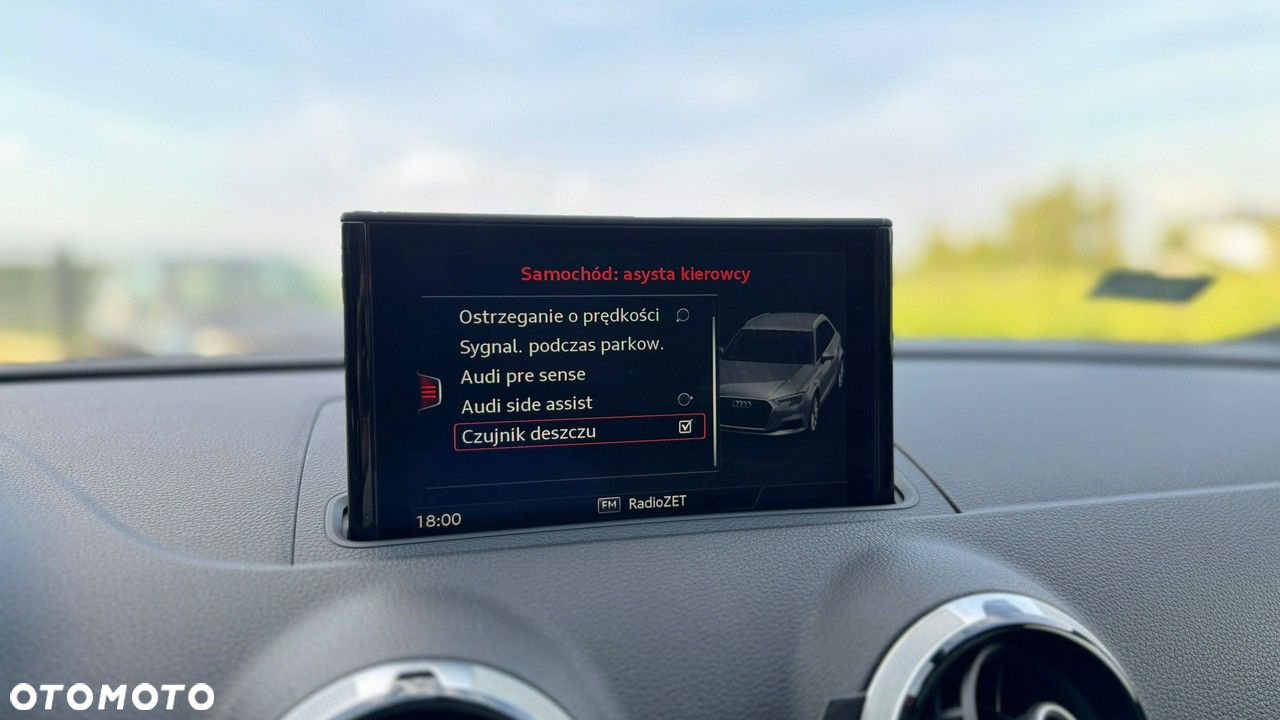 Samochód: asysta kierowcy
Ostrzeganie o prędkości
Sygnal. podczas parkow.
Audi pre sense
Audi side assist
Czujnik deszczu
FM RadioZET
18:00
OTOMOTO